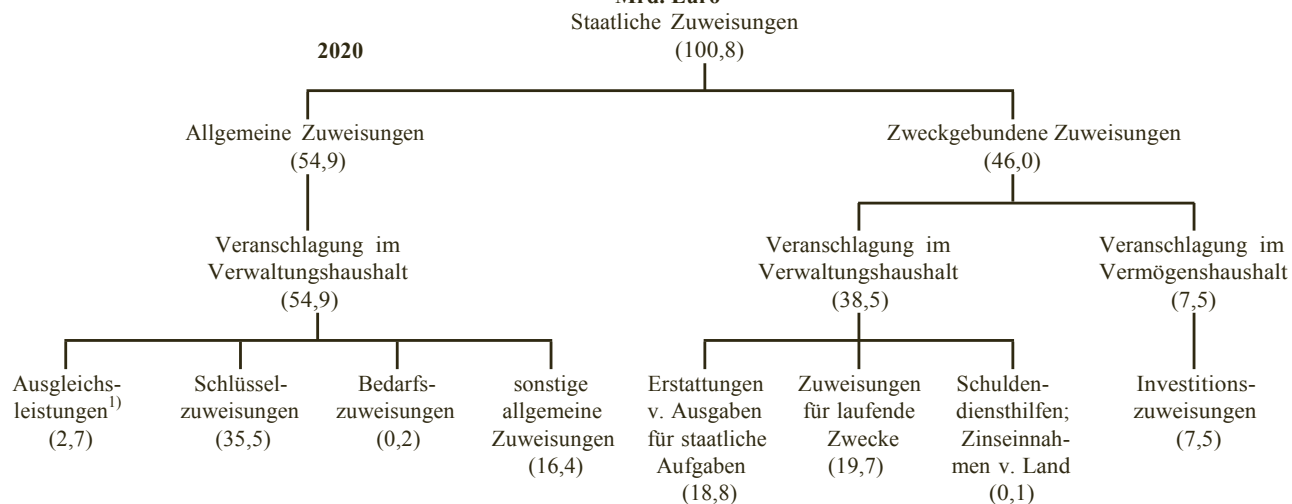 Mrd. Euro
Staatliche Zuweisungen
2020
(100,8)
Allgemeine Zuweisungen
(54,9)
Zweckgebundene Zuweisungen
(46,0)
Veranschlagung im
Verwaltungshaushalt
(54,9)
Veranschlagung im
Verwaltungshaushalt
(38,5)
Veranschlagung im
Vermögenshaushalt
(7,5)
Ausgleichs-
leistungen1)
(2,7)
Schlüssel-
zuweisungen
(35,5)
Bedarfs-
zuweisungen
(0,2)
sonstige
allgemeine
Zuweisungen
(16,4)
Erstattungen
v. Ausgaben
für staatliche
Aufgaben
(18,8)
Zuweisungen
für laufende
Zwecke
(19,7)
Schulden-
diensthilfen;
Zinseinnah-
men v. Land
(0,1)
Investitions-
zuweisungen
(7,5)